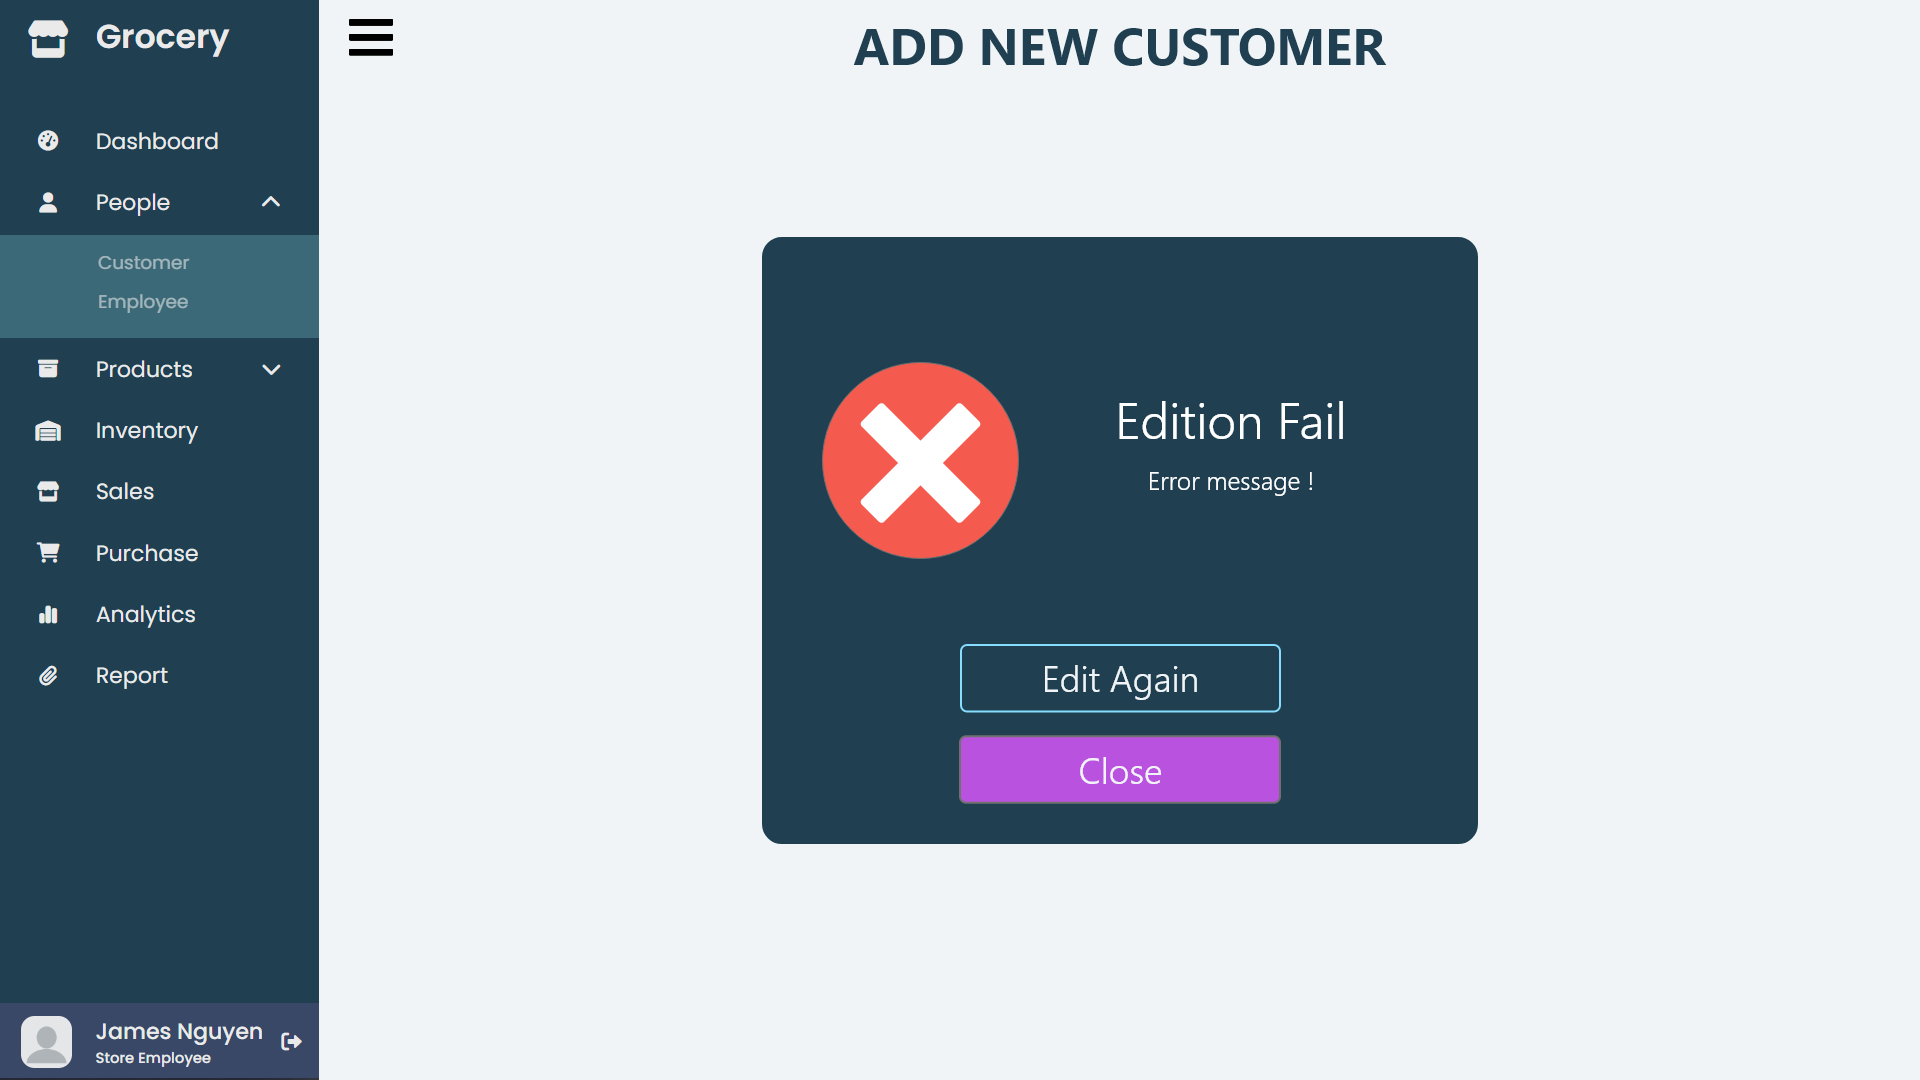 Grocery
Dashboard
People
Customer
Employee
Products
Inventory
Sales
Purchase
Analytics
Report
James Nguyen
Store Employee
ADD NEW CUSTOMER
Edition Fail
Error message !
Edit Again
Close